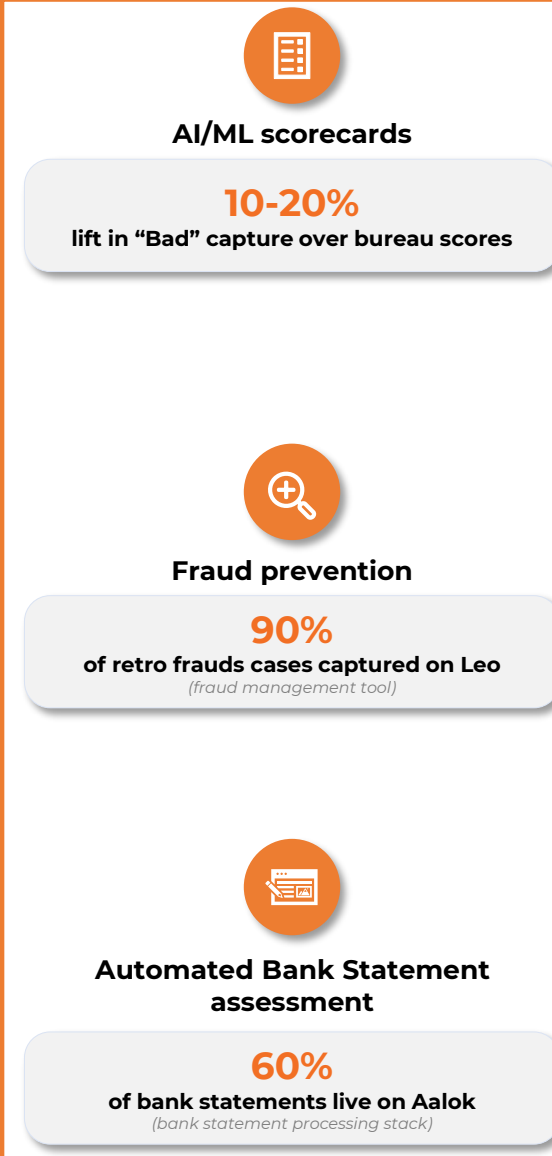 AI/ML scorecards
10-20%
lift in “Bad” capture over bureau scores
Fraud prevention
90%
of retro frauds cases captured on Leo
(fraud management tool)
Automated Bank Statement
assessment
60%
of bank statements live on Aalok
(bank statement processing stack)